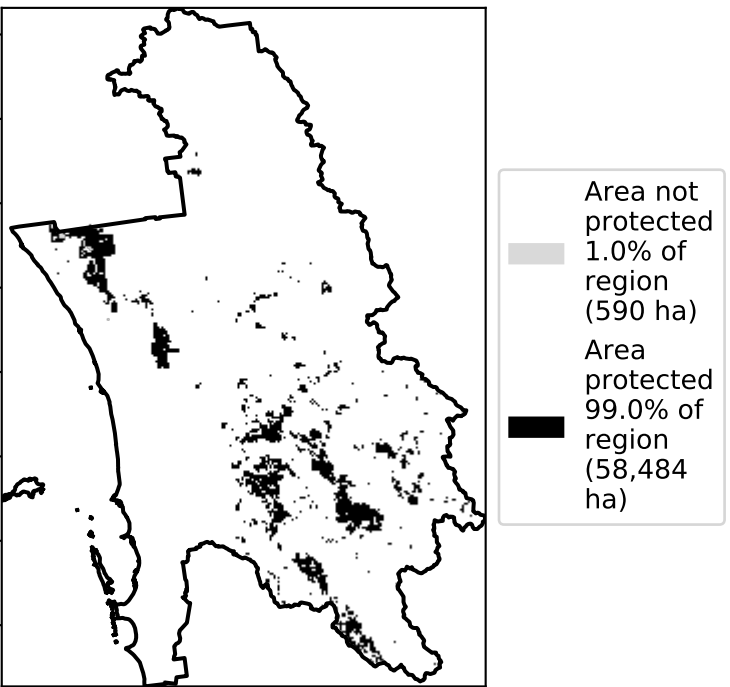 Area not
protected
1.0% of
region
(590 ha)
Area
protected
99.0% of
region
(58,484
ha)